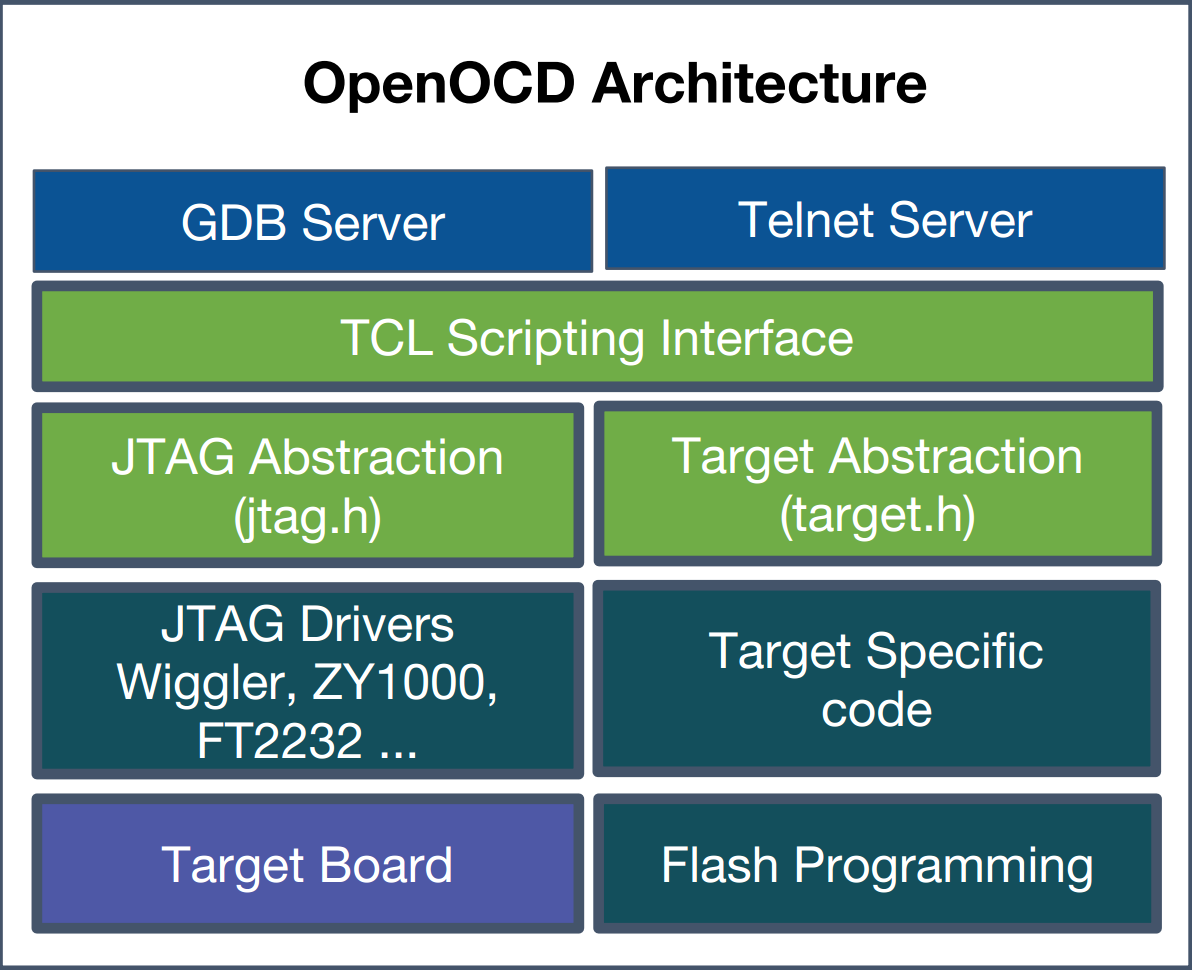 OpenOCD Architecture
GDB Server
Telnet Server
TCL Scripting Interface
JTAG Abstraction
(jtag.h)
Target Abstraction
(target.h)
JTAG Drivers
Wiggler, ZY1000,
FT2232 ...
Target Specific
code
Target Board
Flash Programming